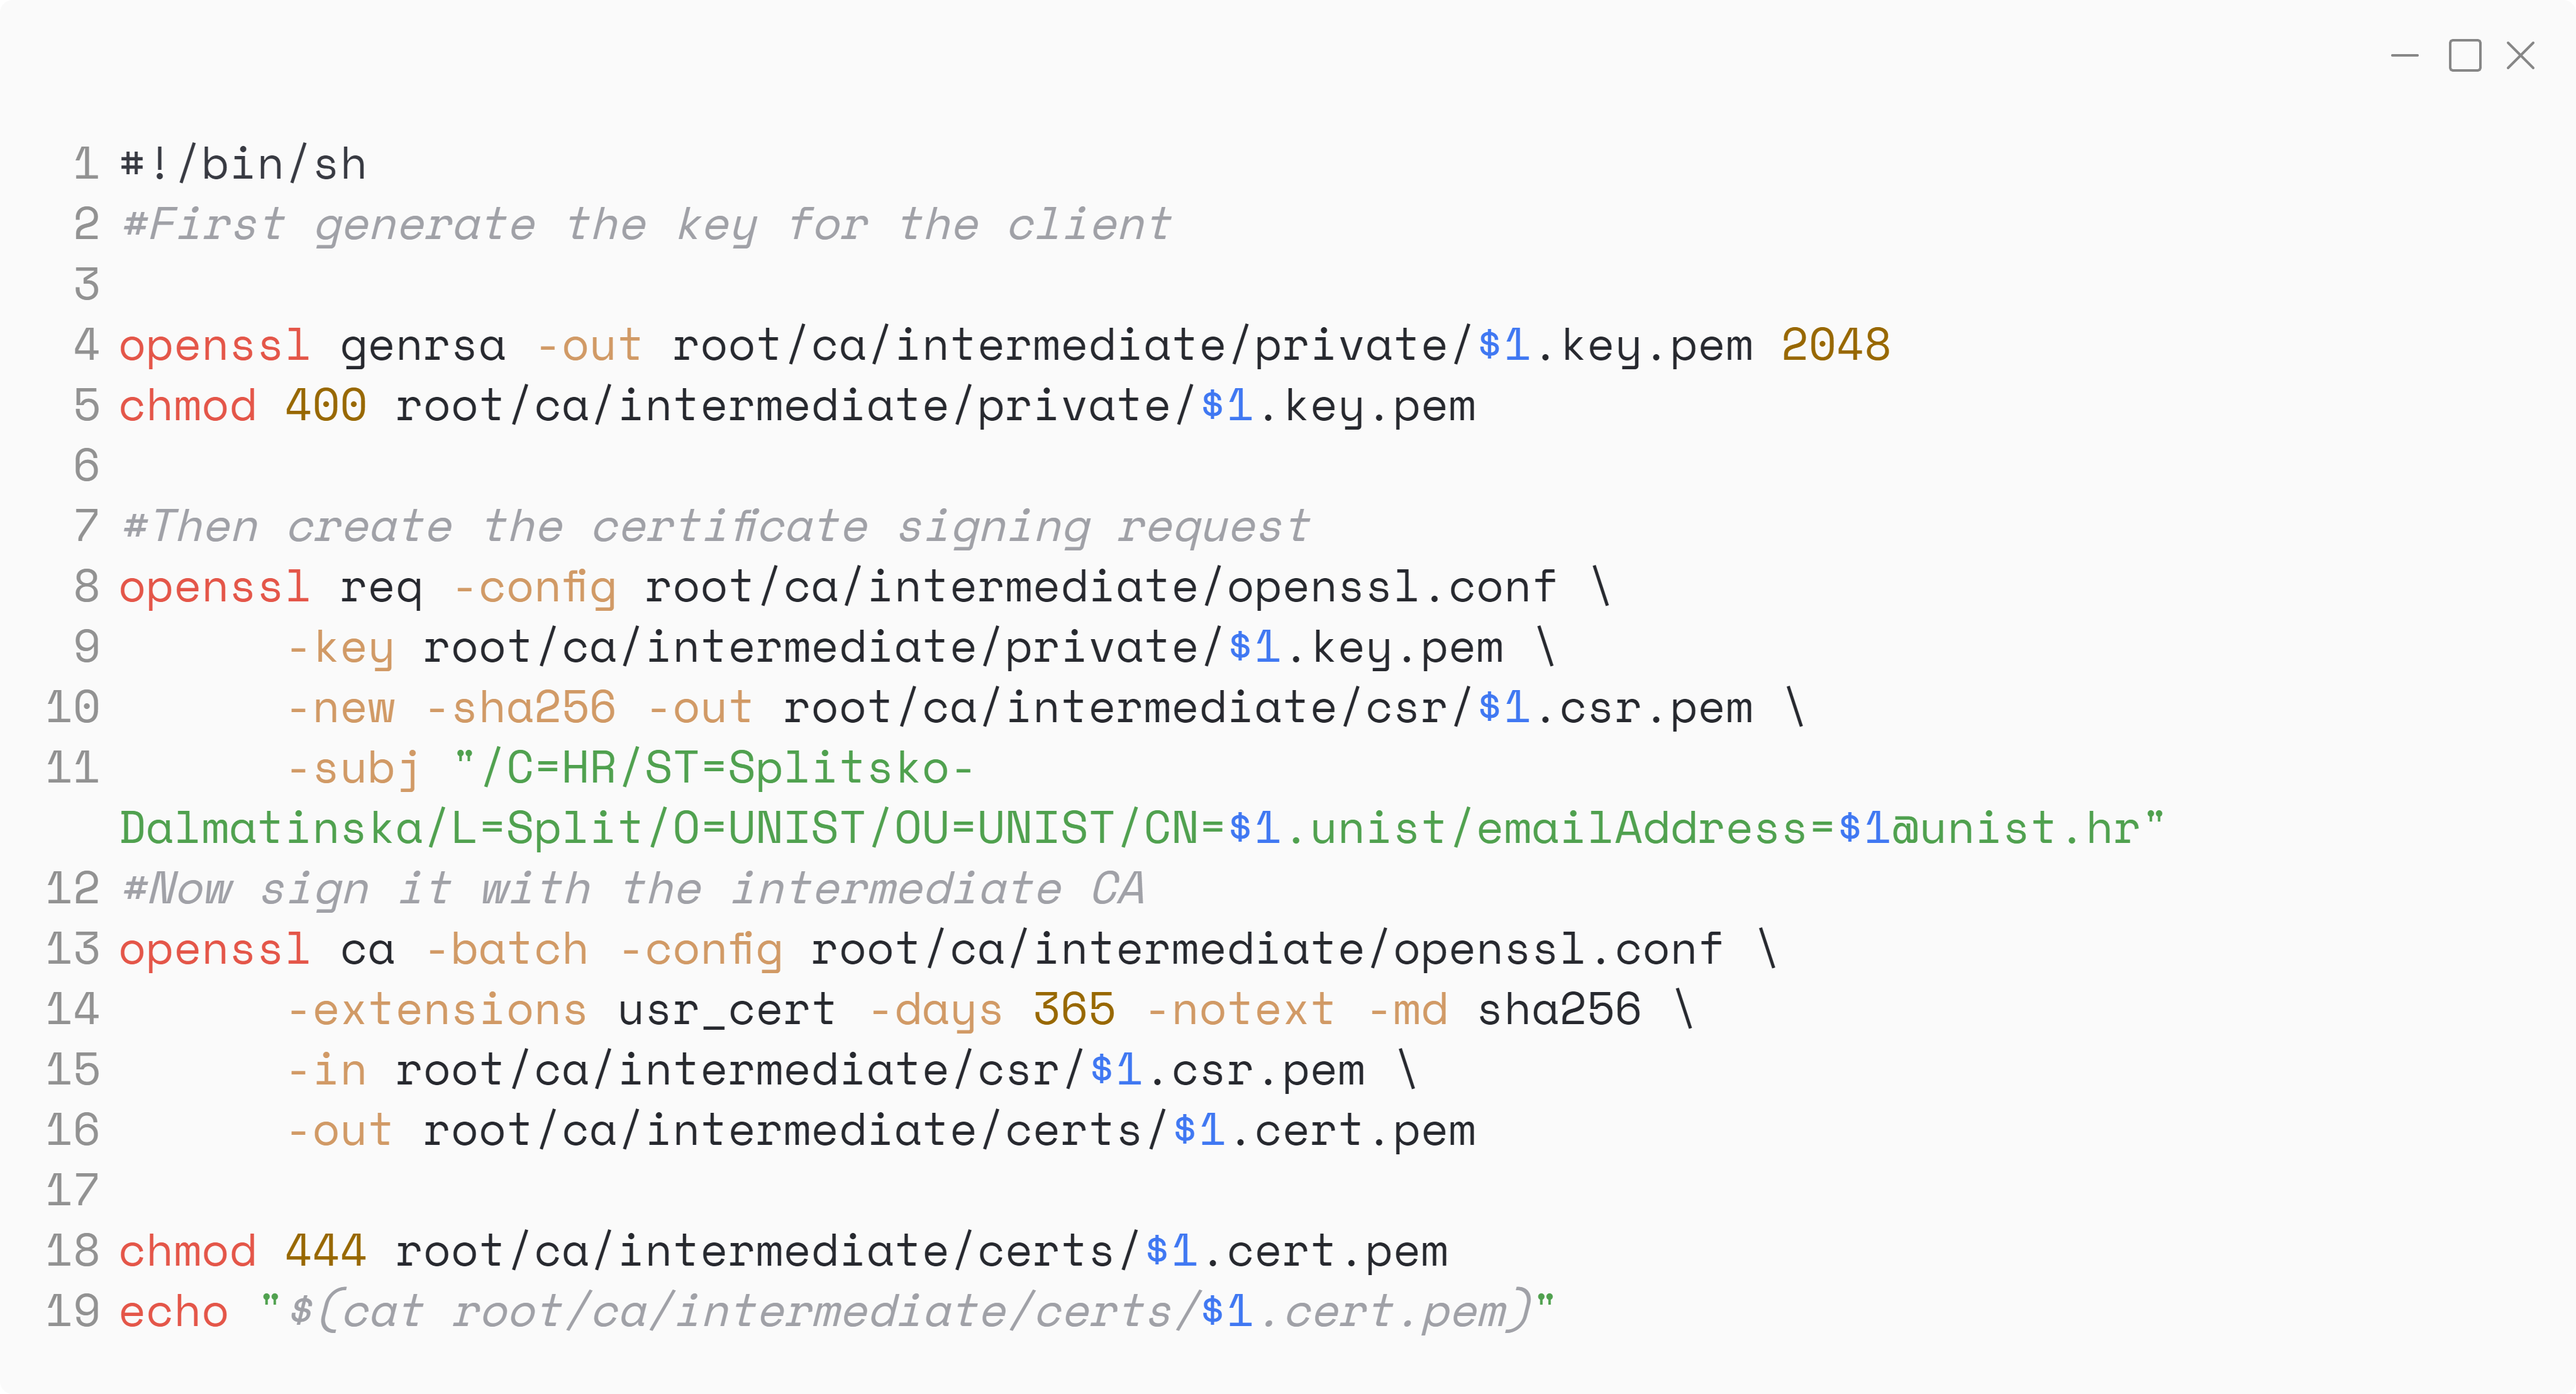 1 #!/bin/sh
2 #First generate the key for the client
3
4 openssl genrsa -out root/ca/intermediate/private/$1.key.pem 2048
5 chmod 400 root/ca/intermediate/private/$1.key.pem
6
7 #Then create the certificate signing request
8 openssl req -config root/ca/intermediate/openssl.conf \
9       -key root/ca/intermediate/private/$1.key.pem \
10       -new -sha256 -out root/ca/intermediate/csr/$1.csr.pem \
11       -subj "/C=HR/ST=Splitsko-
Dalmatinska/L=Split/O=UNIST/OU=UNIST/CN=$1.unist/emailAddress=$1@unist.hr"
12 #Now sign it with the intermediate CA
13 openssl ca -batch -config root/ca/intermediate/openssl.conf \
14       -extensions usr_cert -days 365 -notext -md sha256 \
15       -in root/ca/intermediate/csr/$1.csr.pem \
16       -out root/ca/intermediate/certs/$1.cert.pem
17
18 chmod 444 root/ca/intermediate/certs/$1.cert.pem
19 echo "$(cat root/ca/intermediate/certs/$1.cert.pem)"